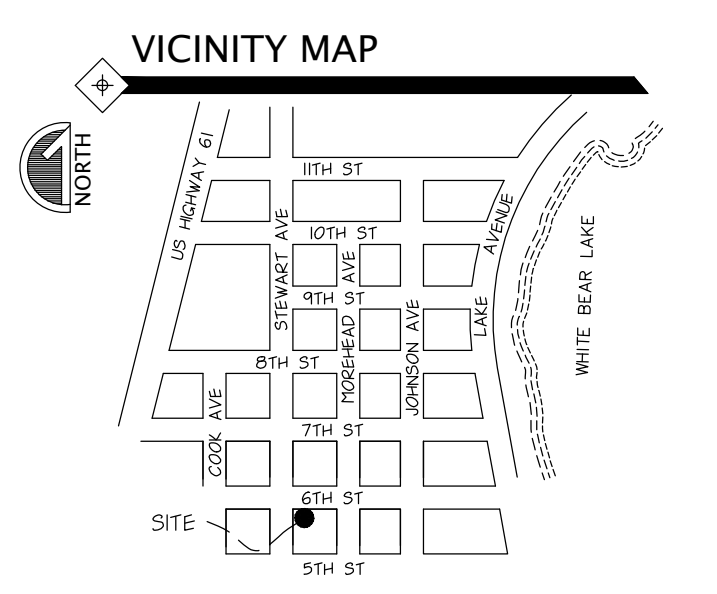 VICINITY MAP
NORTH
US HIGHWAY 61
11TH ST
STEWART AVE
10TH ST
AVENUE
LAKE
WHITE BEAR LAKE
MOREHEAD AVE
9TH ST
JOHNSON AVE
8TH ST
COOK AVE
7TH ST
6TH ST
SITE
5TH ST